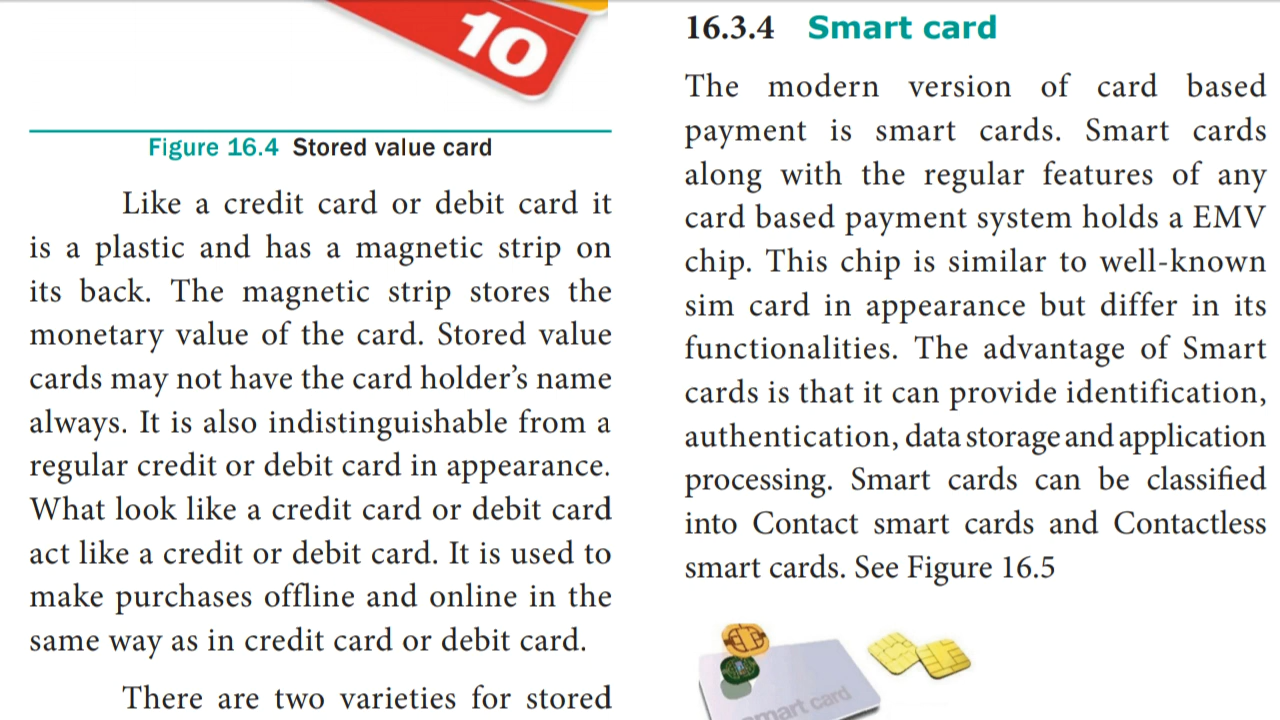 10
Figure 16.4 Stored value card
Like a credit card or debit card it
is a plastic and has a magnetic strip on
its back. The magnetic strip stores the
monetary value of the card. Stored value
cards may not have the card holder’s name
always. It is also indistinguishable from a
regular credit or debit card in appearance.
What look like a credit card or debit card
act like a credit or debit card. It is used to
make purchases offline and online in the
same way as in credit card or debit card.
There are two varieties for stored
16.3.4 Smart card
The modern version of card based
payment is smart cards. Smart cards
along with the regular features of any
card based payment system holds a EMV
chip. This chip is similar to well-known
sim card in appearance but differ in its
functionalities. The advantage of Smart
cards is that it can provide identification,
authentication, data storage and application
processing. Smart cards can be classified
into Contact smart cards and Contactless
smart cards. See Figure 16.5
smart card